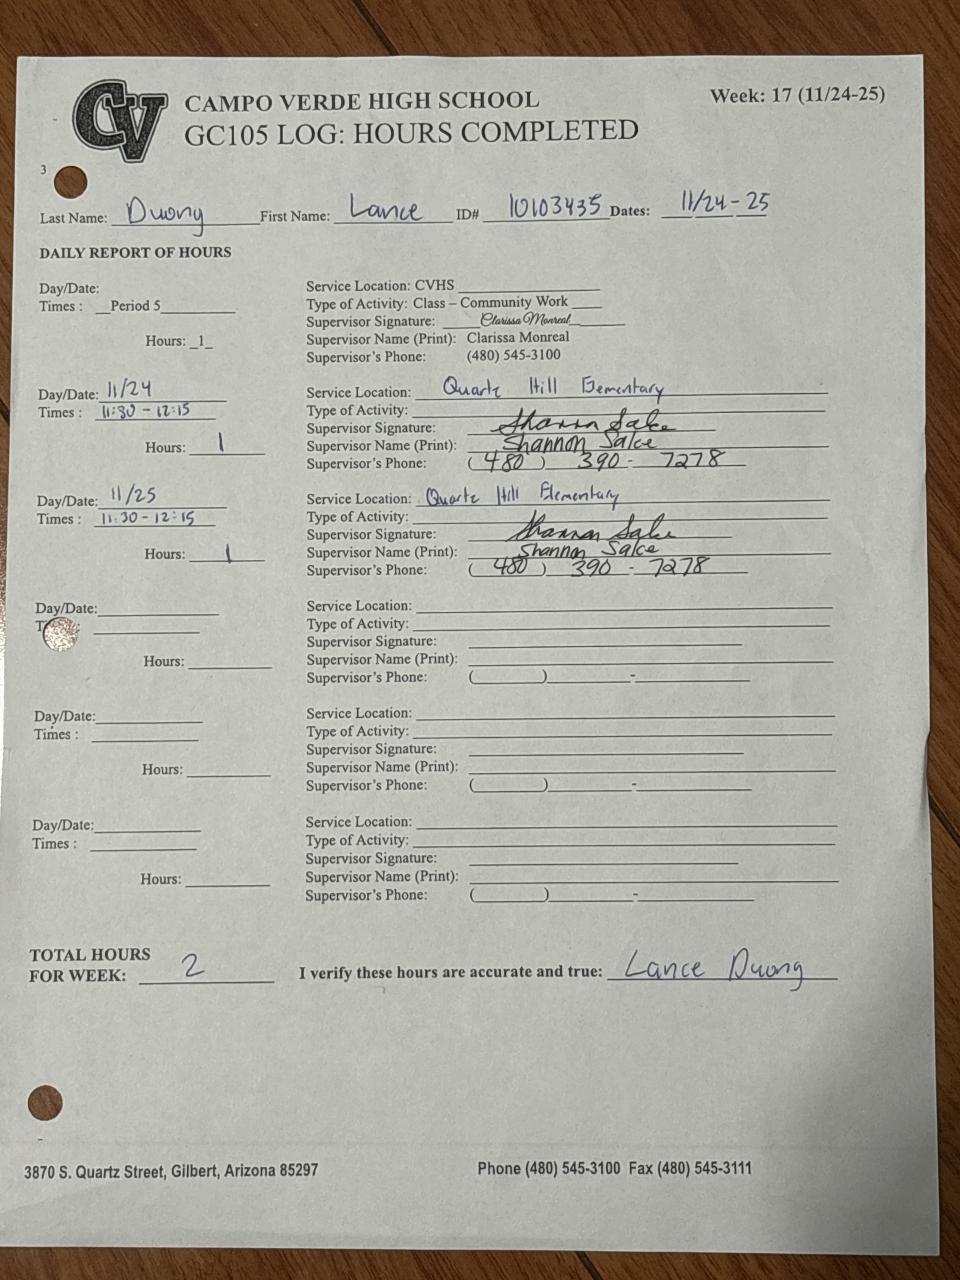 CV
CAMPO VERDE HIGH SCHOOL
Week: 17 (11/24-25)
GC105 LOG: HOURS COMPLETED
3
Last Name: Duong First Name: Lance ID# 10103435 Dates: 11/24-25
DAILY REPORT OF HOURS
Day/Date:
Service Location: CVHS
Times : Period 5
Type of Activity: Class – Community Work
Supervisor Signature: Clarissa Monreal
Hours: 1
Supervisor Name (Print): Clarissa Monreal
Supervisor's Phone: (480) 545-3100
Day/Date: 11/24
Service Location: Quartz Hill Elementary
Times : 11:30 - 12:15
Type of Activity:
Supervisor Signature: Shannon Salce
Hours: 1
Supervisor Name (Print): Shannon Salce
Supervisor's Phone: (480) 390 - 7278
Day/Date: 11/25
Service Location: Quartz Hill Elementary
Times : 11:30 - 12:15
Type of Activity:
Supervisor Signature: Shannon Salce
Hours: 1
Supervisor Name (Print): Shannon Salce
Supervisor's Phone: (480) 390 - 7278
Day/Date:
Service Location:
Type of Activity:
Supervisor Signature:
Hours:
Supervisor Name (Print):
Supervisor's Phone: ( ) -
Day/Date:
Service Location:
Times :
Type of Activity:
Supervisor Signature:
Hours:
Supervisor Name (Print):
Supervisor's Phone: ( ) -
Day/Date:
Service Location:
Times :
Type of Activity:
Supervisor Signature:
Hours:
Supervisor Name (Print):
Supervisor's Phone: ( ) -
TOTAL HOURS
FOR WEEK: 2
I verify these hours are accurate and true: Lance Duong
3870 S. Quartz Street, Gilbert, Arizona 85297
Phone (480) 545-3100 Fax (480) 545-3111